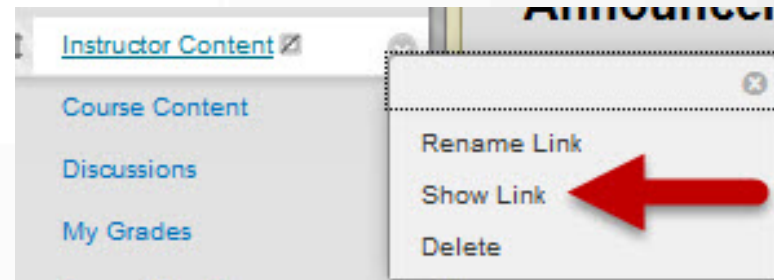 Instructor Content
Course Content
Discussions
My Grades
Rename Link
Show Link
Delete